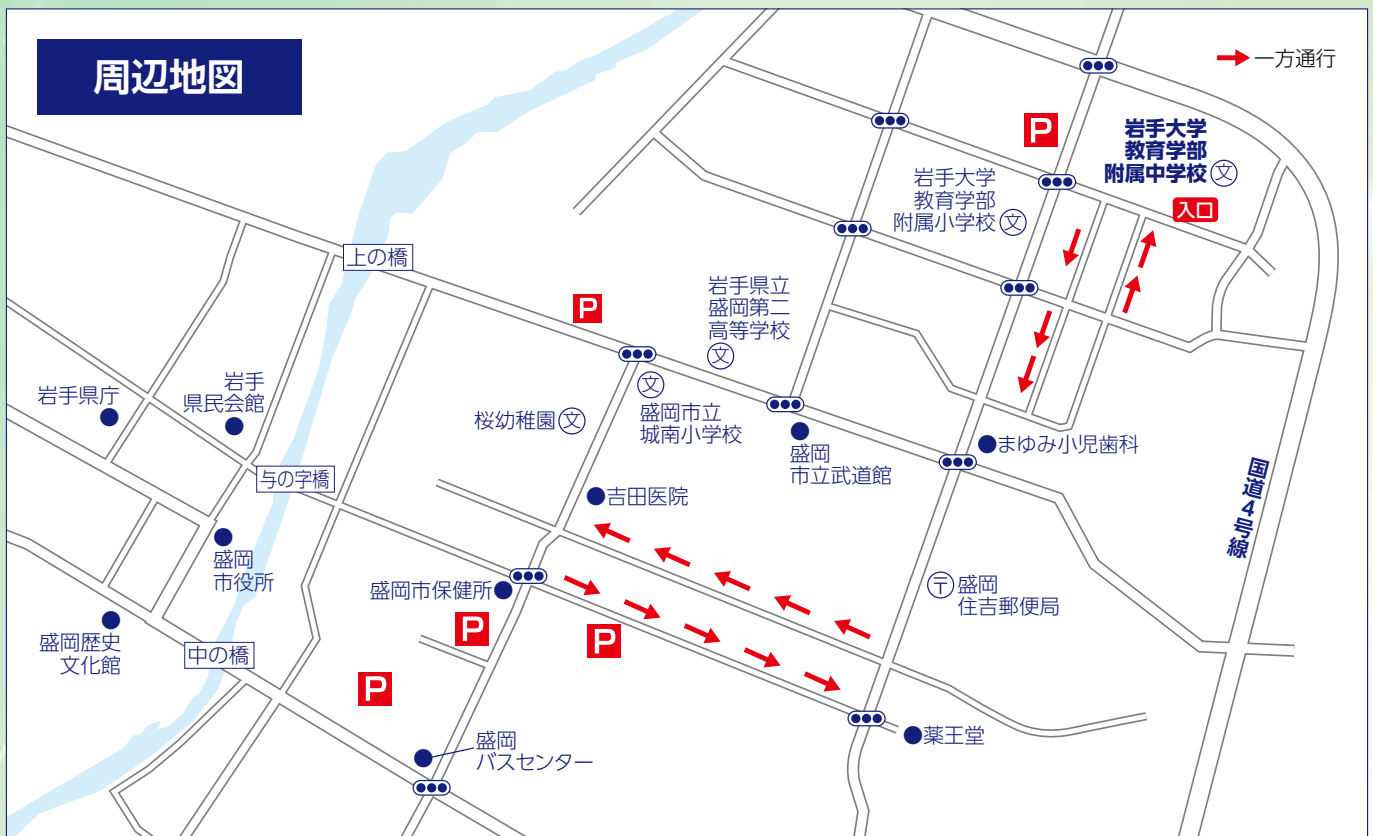 周辺地図
一方通行
P
岩手大学
教育学部
附属中学校 文
入口
岩手大学
教育学部
附属小学校 文
上の橋
P
岩手県立
盛岡第二
高等学校
文
岩手県庁
岩手
県民会館
桜幼稚園 文
文
盛岡市立
城南小学校
盛岡
市立武道館
まゆみ小児歯科
国道4号線
与の字橋
吉田医院
盛岡
市役所
盛岡市保健所
〒 盛岡
住吉郵便局
盛岡歴史
文化館
中の橋
P
P
P
盛岡
バスセンター
薬王堂